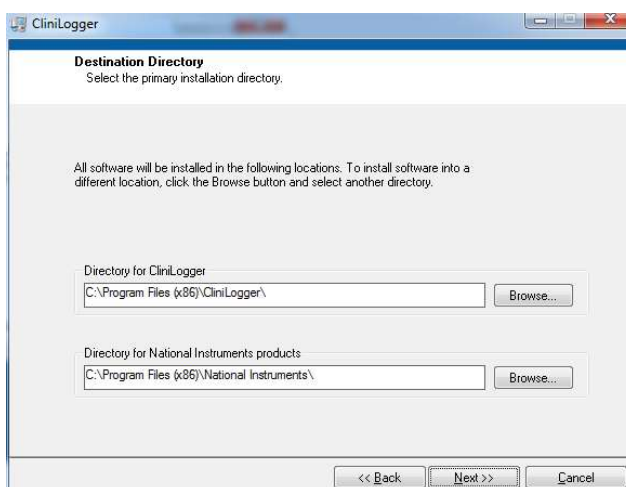 CliniLogger
Destination Directory
Select the primary installation directory.
All software will be installed in the following locations. To install software into a
different location, click the Browse button and select another directory.
Directory for CliniLogger
C:\Program Files (x86)\CliniLogger\
Browse...
Directory for National Instruments products
C:\Program Files (x86)\National Instruments\
Browse...
<< Back
Next >>
Cancel